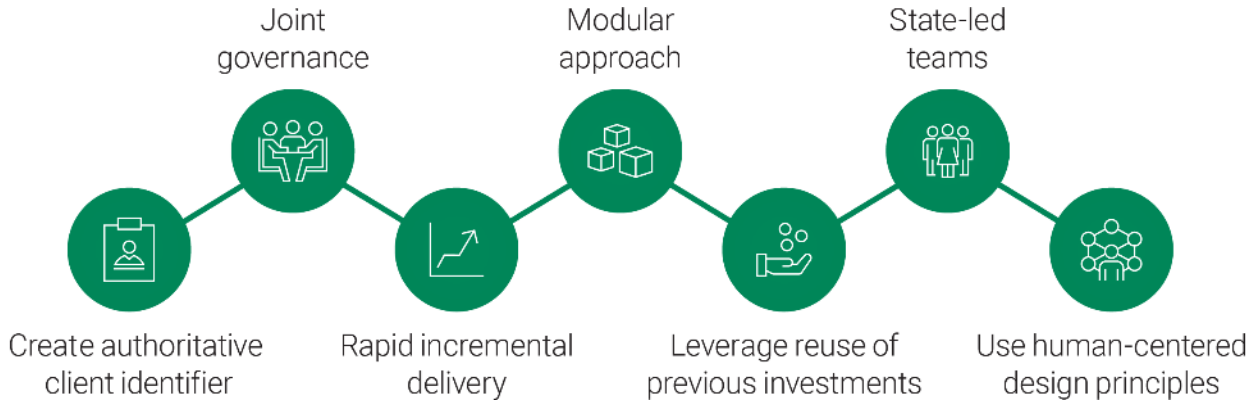 Joint
governance
Modular
approach
State-led
teams
Create authoritative
client identifier
Rapid incremental
delivery
Leverage reuse of
previous investments
Use human-centered
design principles